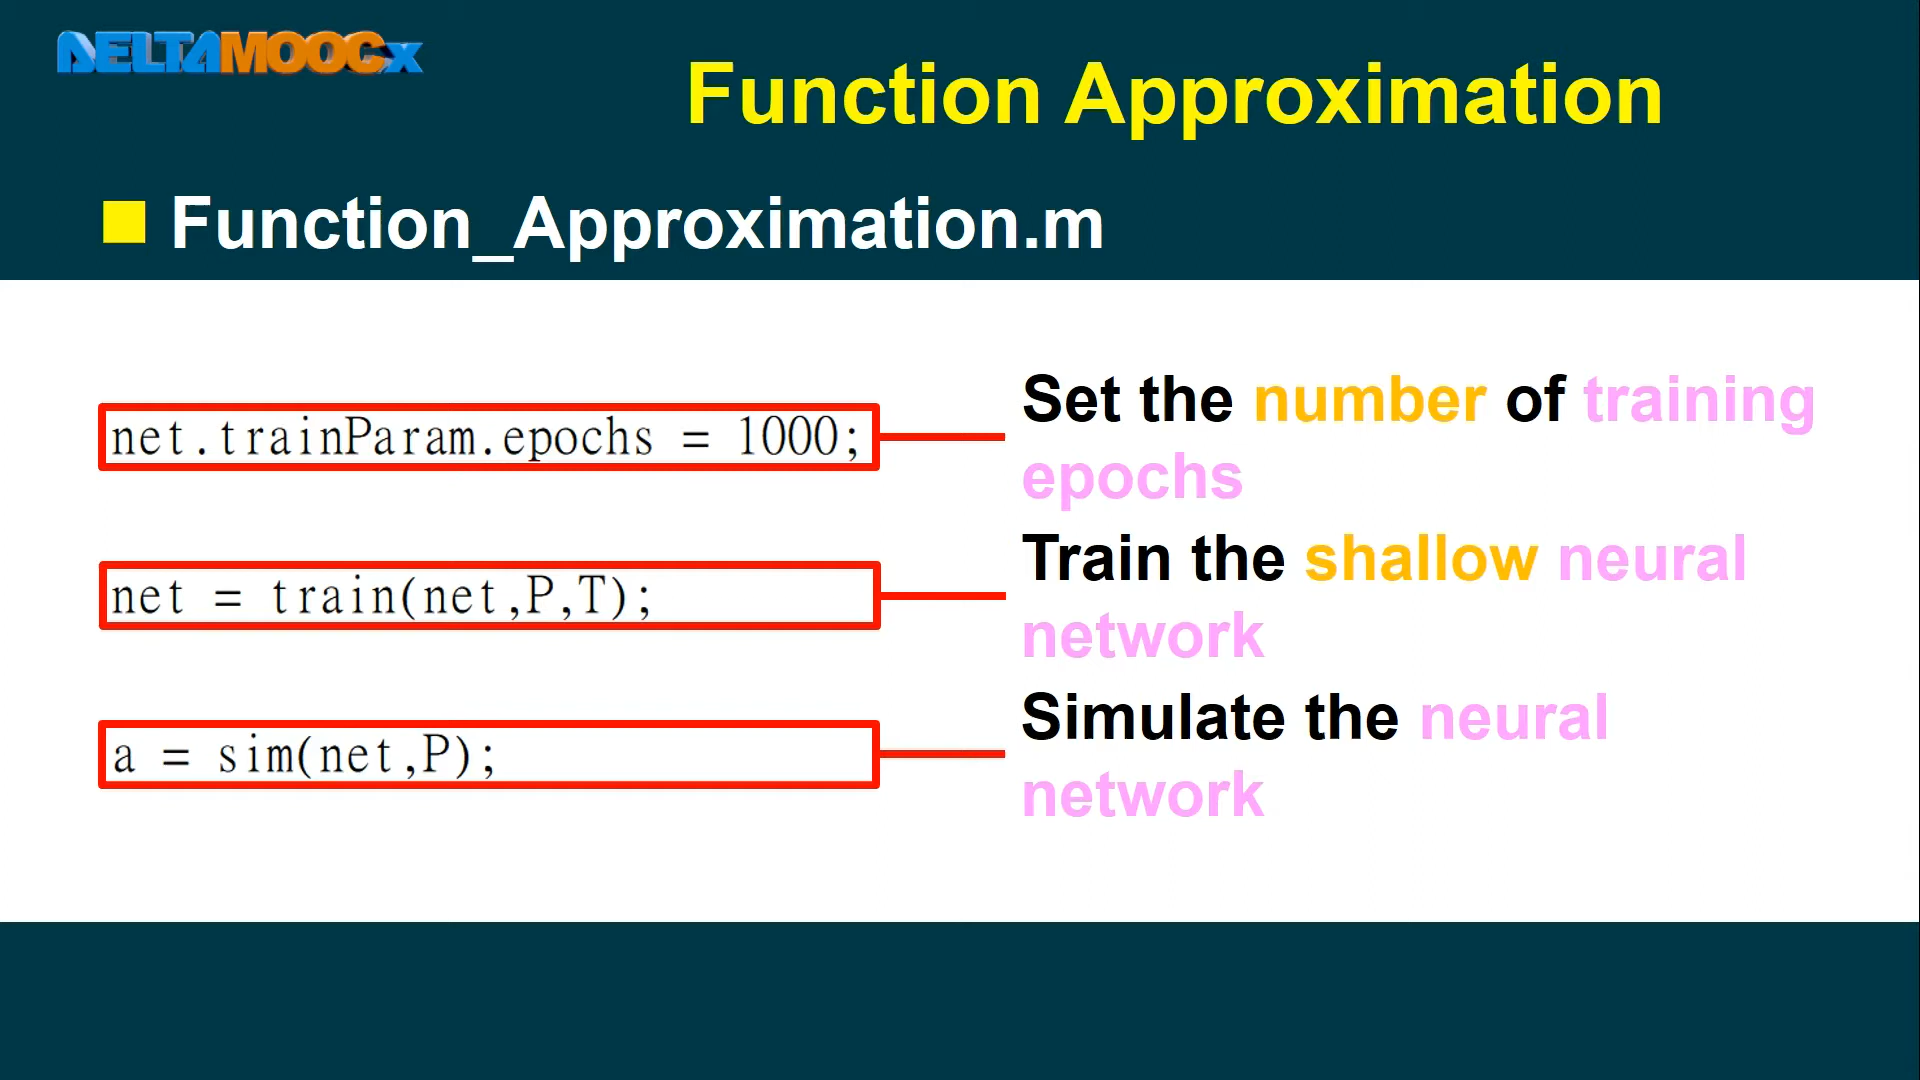 DELTAMOOCx
Function Approximation
Function_Approximation.m
net.trainParam.epochs = 1000;
Set the number of training
epochs
net = train(net,P,T);
Train the shallow neural
network
a = sim(net,P);
Simulate the neural
network